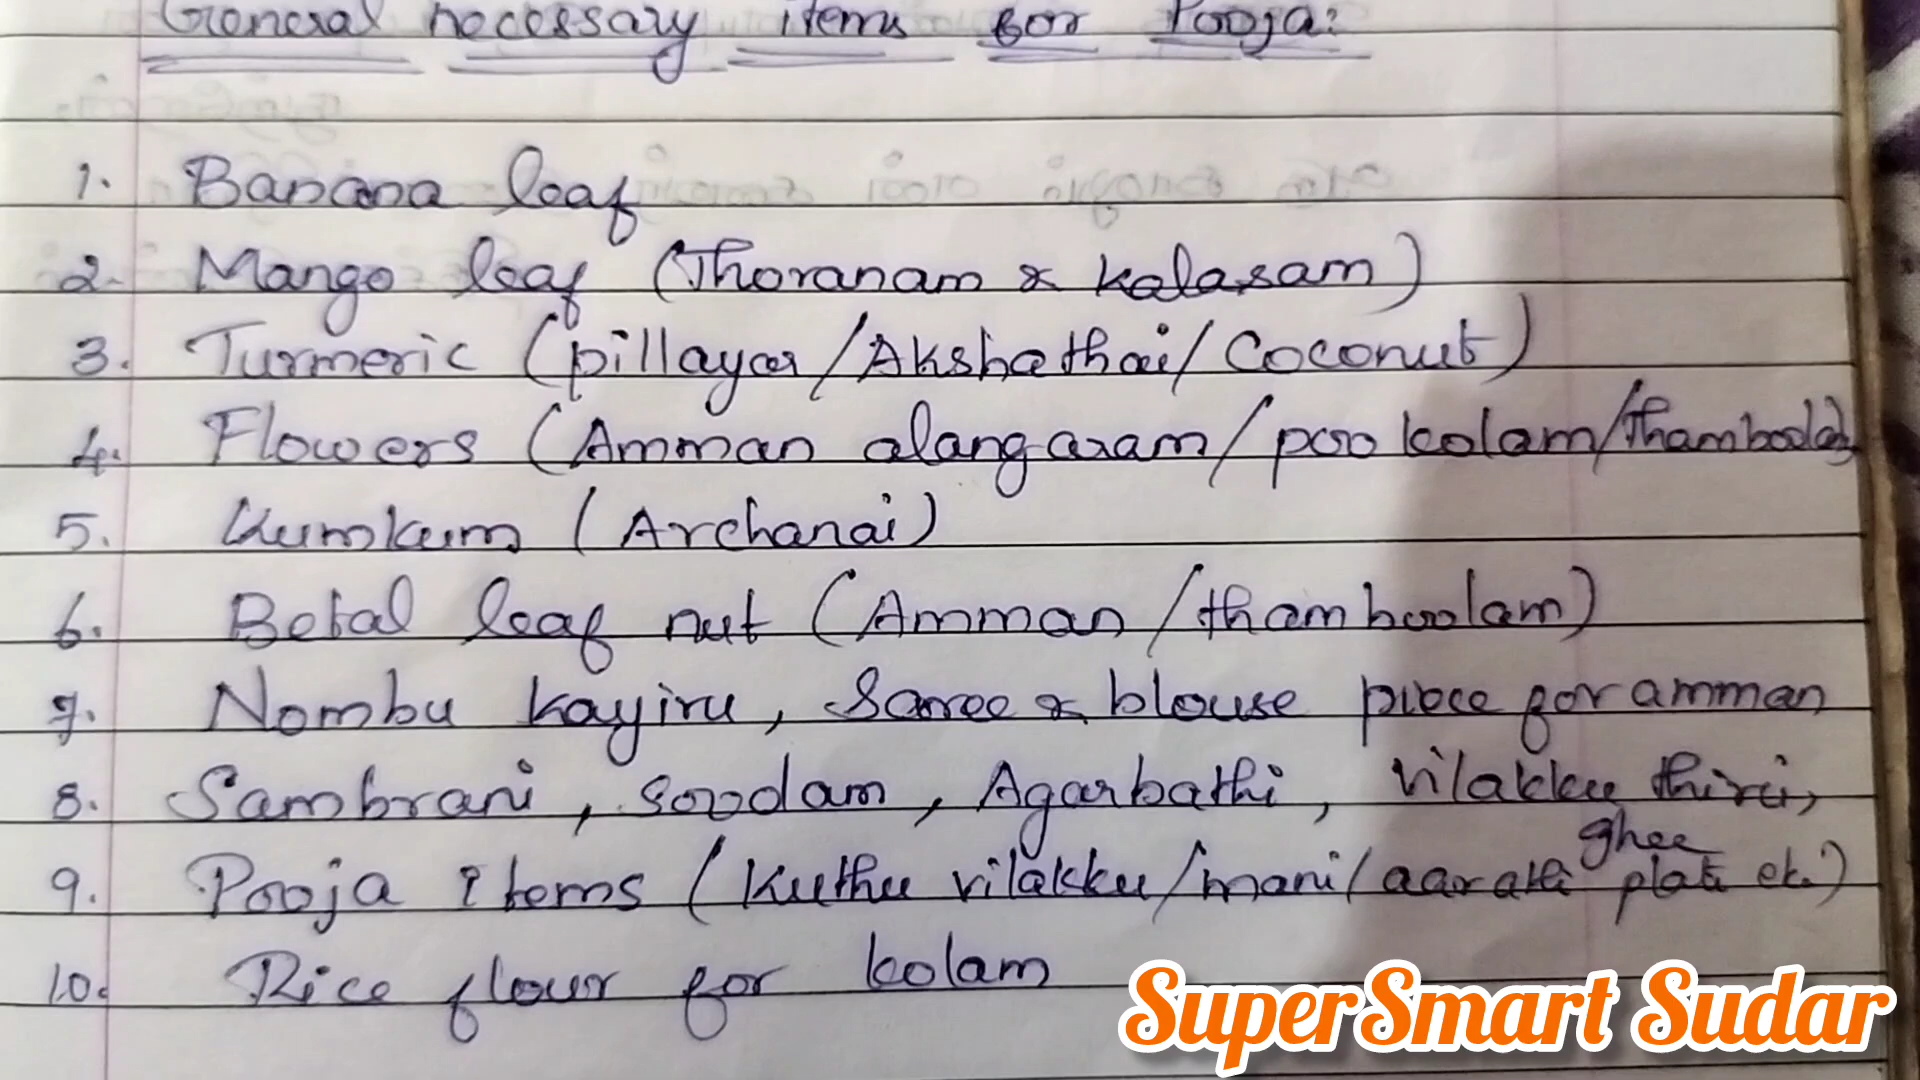 General necessary items for Pooja:
1. Banana leaf
2. Mango leaf (Thoranam & kalasam)
3. Turmeric (pillayar/Akshathai/Coconut)
4. Flowers (Amman alangaram/poo kolam/Thamboolam
5. Kumkum (Archanai)
6. Betal leaf nut (Amman/thamboolam)
7. Nombu kayiru, Saree & blouse piece for amman
8. Sambrani, soodam, Agarbathi, vilakku thiri,
ghee
9. Pooja items (Kuthu vilakku/mani/aarathi plate etc.)
10. Rice flour for kolam
SuperSmart Sudar